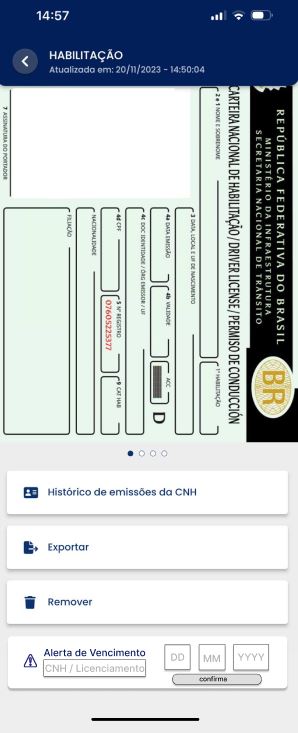 14:57
HABILITAÇÃO
Atualizada em: 20/11/2023 - 14:50:04
REPÚBLICA FEDERATIVA DO BRASIL
MINISTÉRIO DA INFRAESTRUTURA
SECRETARIA NACIONAL DE TRÂNSITO
BR
CARTEIRA NACIONAL DE HABILITAÇÃO / DRIVER LICENSE / PERMISO DE CONDUCCIÓN
2 e 1 NOME E SOBRENOME
1ª HABILITAÇÃO
3 DATA, LOCAL E UF DE NASCIMENTO
4a DATA EMISSÃO
4b VALIDADE
ACC
D
4c DOC. IDENTIDADE / ÓRG EMISSOR / UF
4d CPF
5 Nº REGISTRO
07605225377
9 CAT HAB
NACIONALIDADE
FILIAÇÃO
7 ASSINATURA DO PORTADOR
Histórico de emissões da CNH
Exportar
Remover
Alerta de Vencimento
CNH / Licenciamento
DD
MM
YYYY
confirma